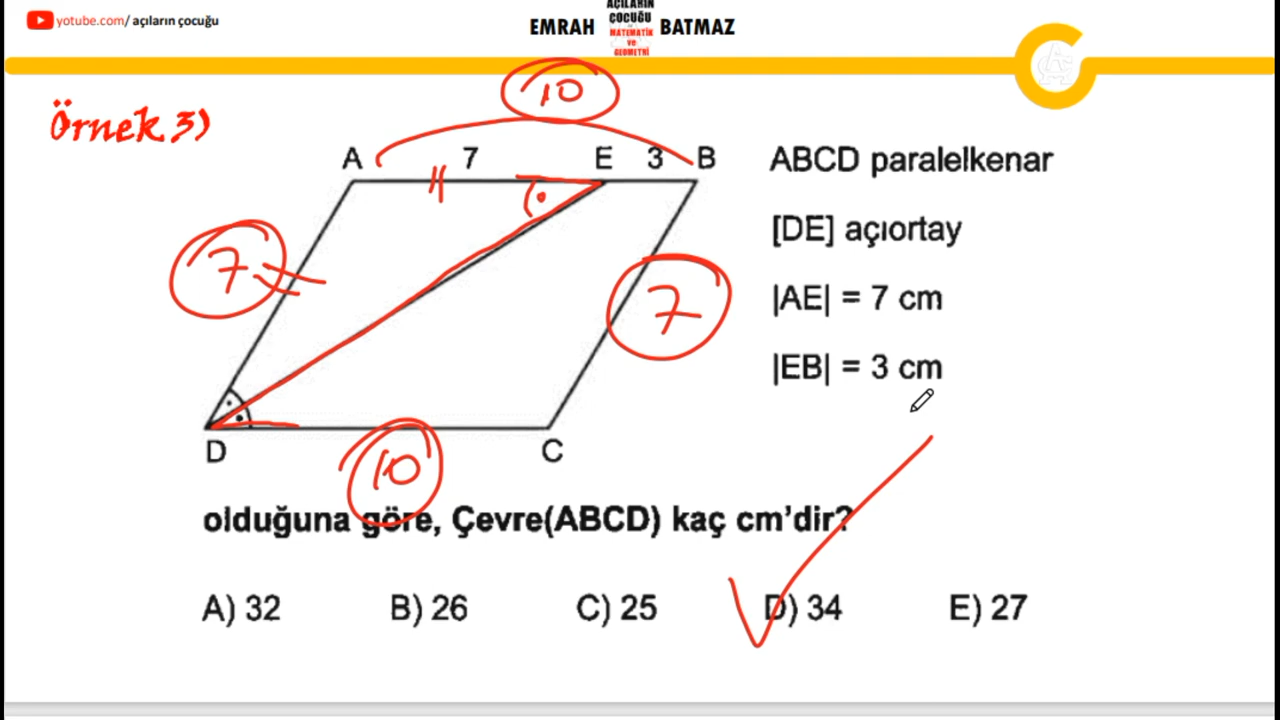 yotube.com/ açıların çocuğu
EMRAH BATMAZ
AÇILARIN
ÇOCUĞU
MATEMATİK
ve
GEOMETRİ
Örnek 3)
10
A 7 E 3 B
7
7
D C
10
ABCD paralelkenar
[DE] açıortay
|AE| = 7 cm
|EB| = 3 cm
olduğuna göre, Çevre(ABCD) kaç cm'dir?
A) 32 B) 26 C) 25 D) 34 E) 27